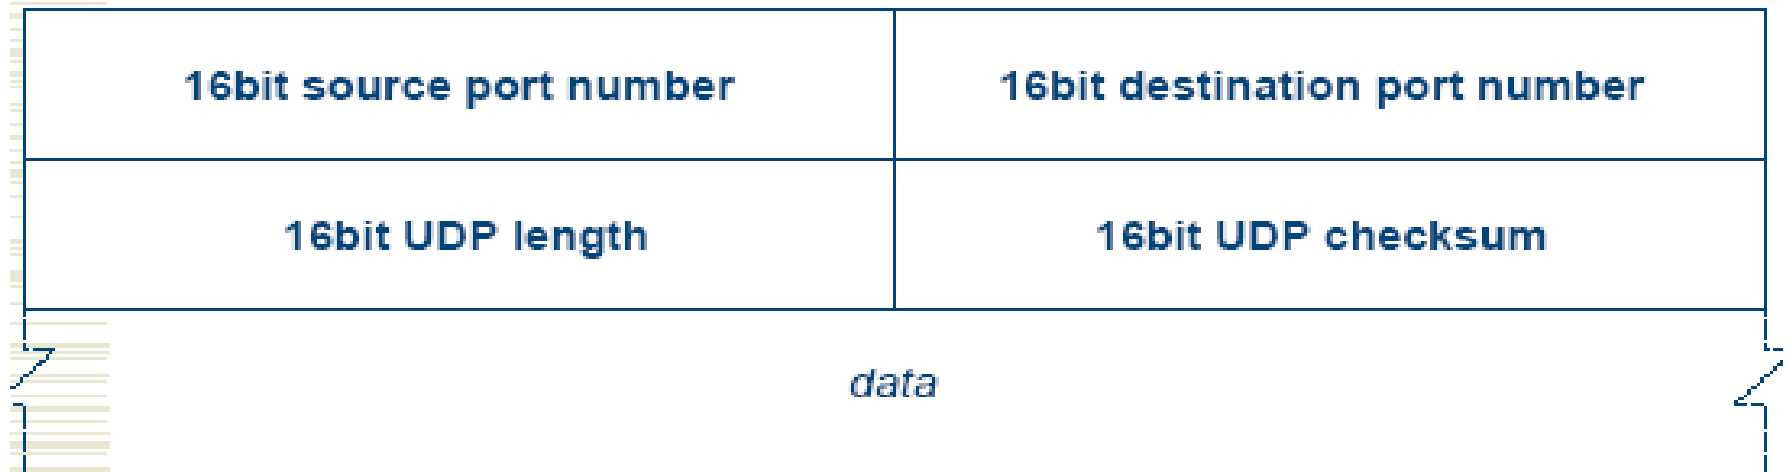 16bit source port number
16bit destination port number
16bit UDP length
16bit UDP checksum
data